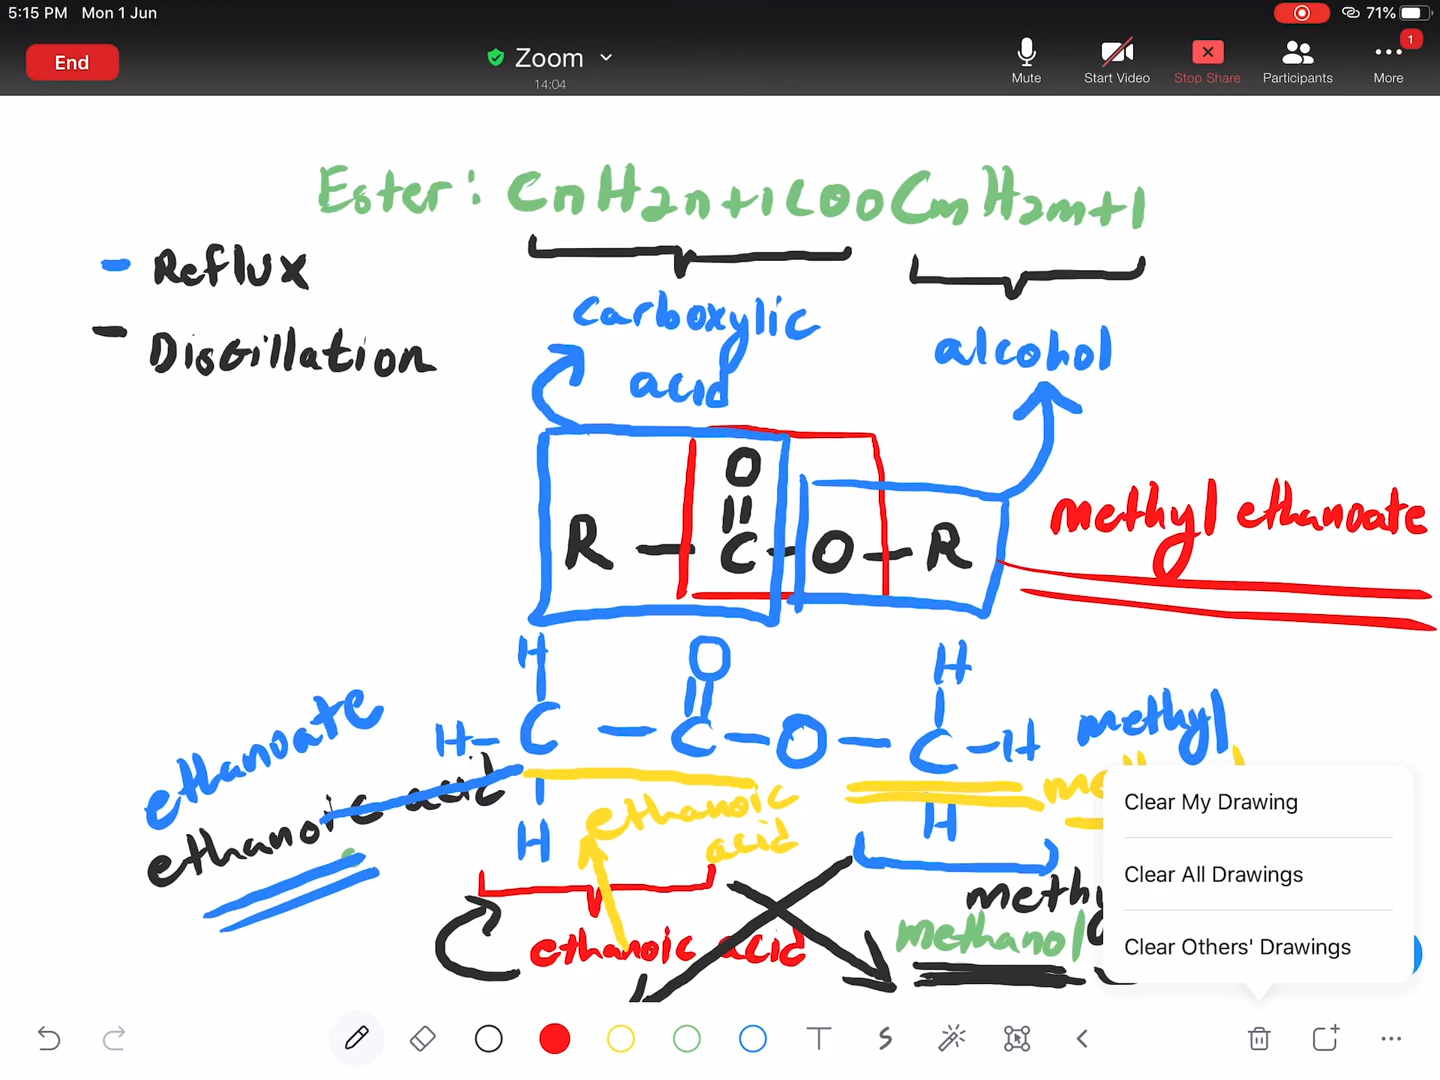 5:15 PM Mon 1 Jun
71%
End
Zoom
14:04
Mute
Start Video
Stop Share
Participants
More
1
Ester: CnH2n+1COOCmH2m+1
- Reflux
- Distillation
carboxylic
acid
alcohol
O
R - C - O - R
methyl ethanoate
H
O
H
H - C - C - O - C - H
methyl
H
H
ethanoate
ethanoic acid
ethanoic
acid
ethanoic acid
methanol
Clear My Drawing
Clear All Drawings
Clear Others' Drawings
T